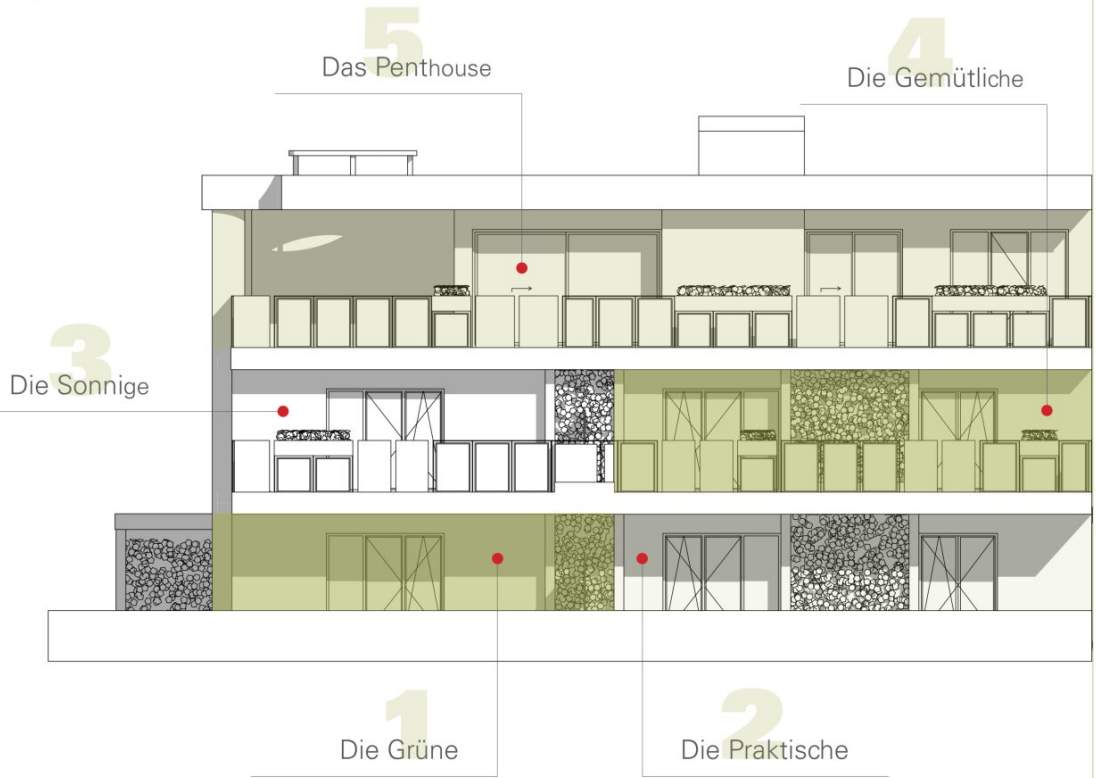 5
Das Penthouse
4
Die Gemütliche
3
Die Sonnige
1
Die Grüne
2
Die Praktische